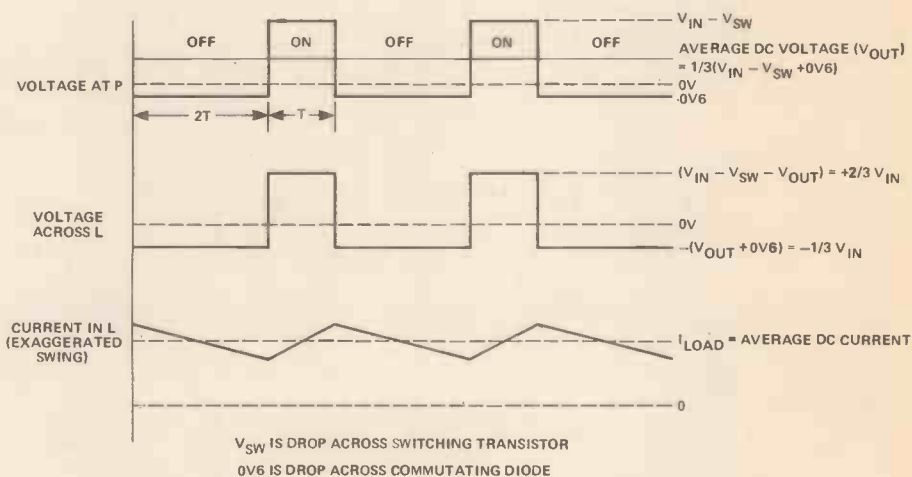 V_IN – V_SW
OFF ON OFF ON OFF
AVERAGE DC VOLTAGE (V_OUT)
= 1/3(V_IN – V_SW +0V6)
VOLTAGE AT P
0V
-0V6
2T T
(V_IN – V_SW – V_OUT) = +2/3 V_IN
VOLTAGE
ACROSS L
0V
–(V_OUT +0V6) = –1/3 V_IN
CURRENT IN L
(EXAGGERATED
SWING)
I_LOAD = AVERAGE DC CURRENT
0
V_SW IS DROP ACROSS SWITCHING TRANSISTOR
0V6 IS DROP ACROSS COMMUTATING DIODE